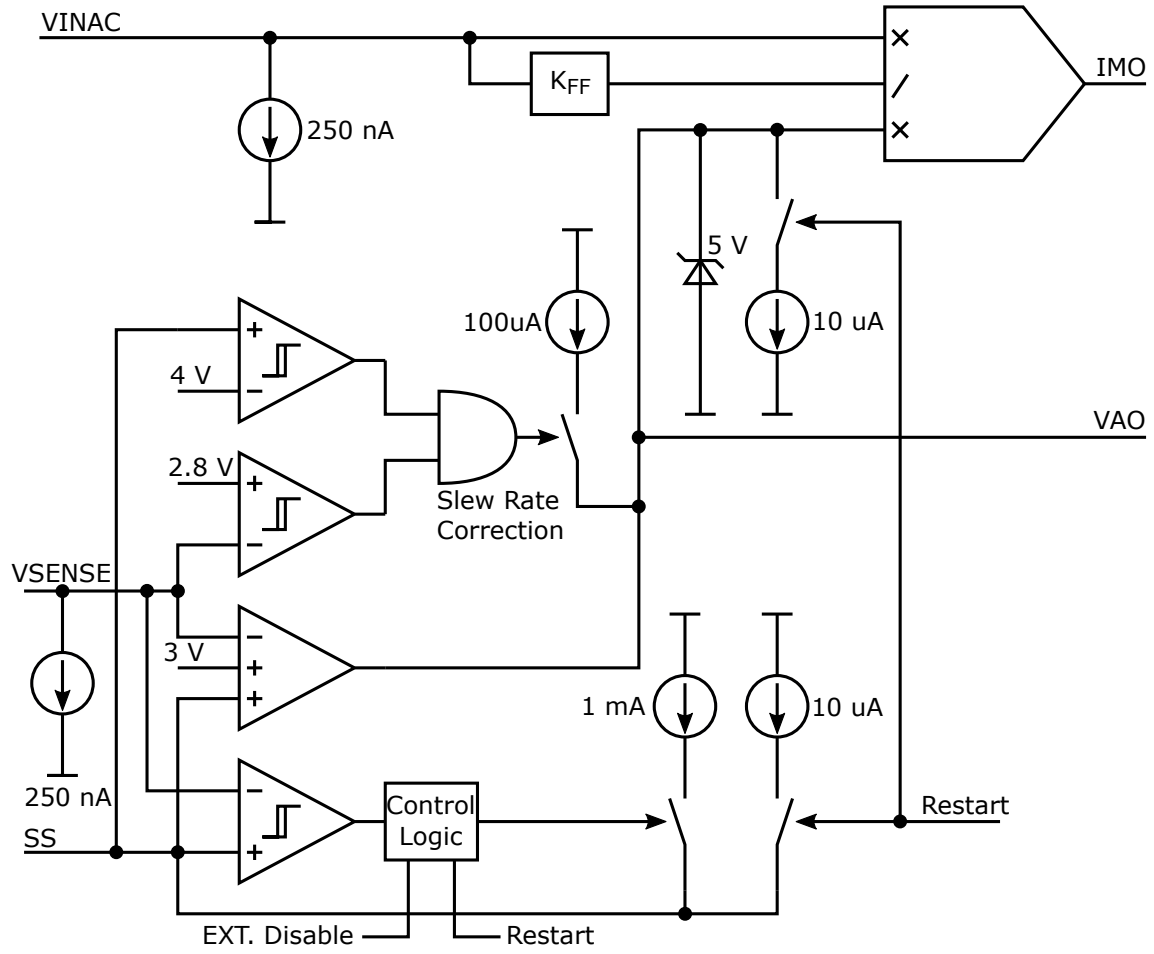 VINAC
×
K_FF
/
IMO
×
250 nA
5 V
100uA
10 uA
+
4 V
−
VAO
2.8 V
+
Slew Rate
Correction
−
VSENSE
−
3 V
+
+
1 mA
10 uA
250 nA
−
Control
Logic
Restart
SS
+
EXT. Disable
Restart